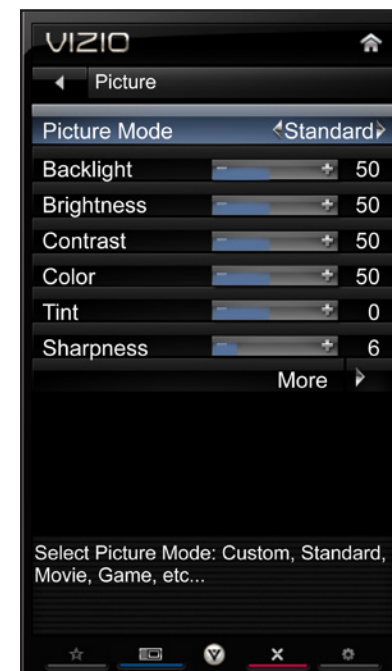 VIZIO
Picture
Picture Mode Standard
Backlight - + 50
Brightness - + 50
Contrast - + 50
Color - + 50
Tint - + 0
Sharpness - + 6
More
Select Picture Mode: Custom, Standard,
Movie, Game, etc...
V